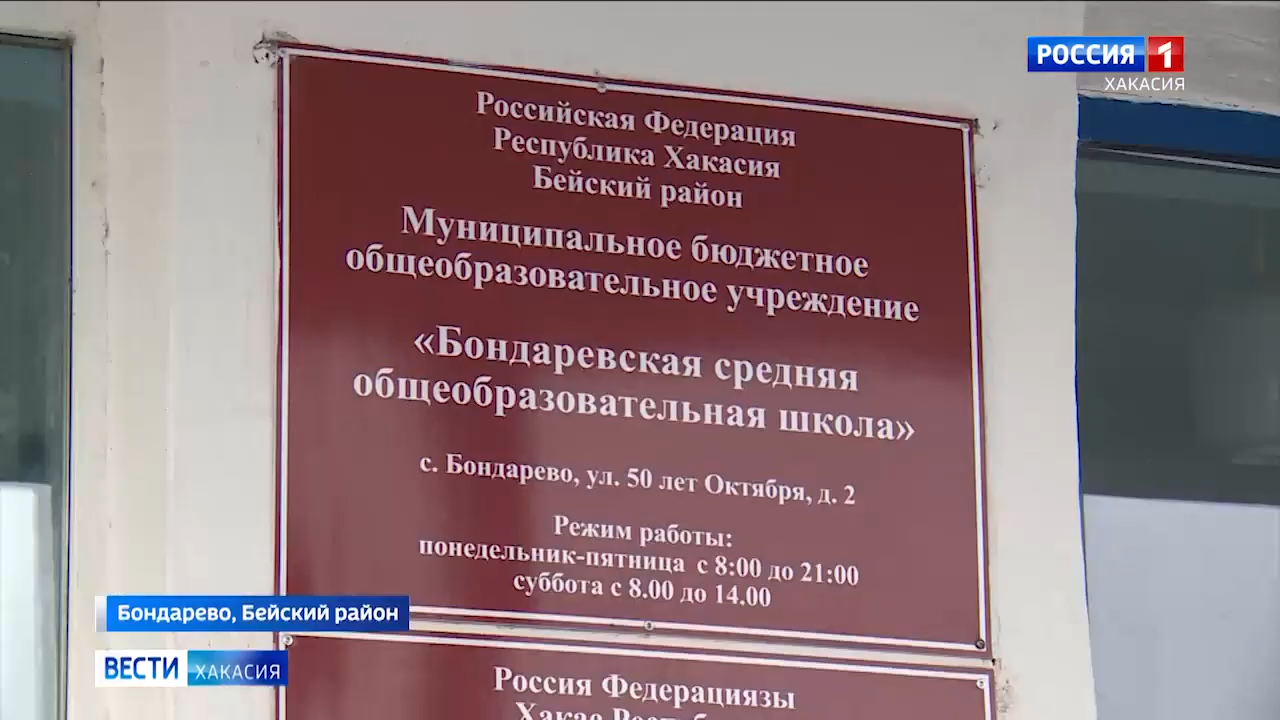 РОССИЯ 1
ХАКАСИЯ
Российская Федерация
Республика Хакасия
Бейский район
Муниципальное бюджетное
общеобразовательное учреждение
«Бондаревская средняя
общеобразовательная школа»
с. Бондарево, ул. 50 лет Октября, д. 2
Режим работы:
понедельник-пятница с 8:00 до 21:00
суббота с 8.00 до 14.00
Бондарево, Бейский район
ВЕСТИ ХАКАСИЯ
Россия Федерациязы